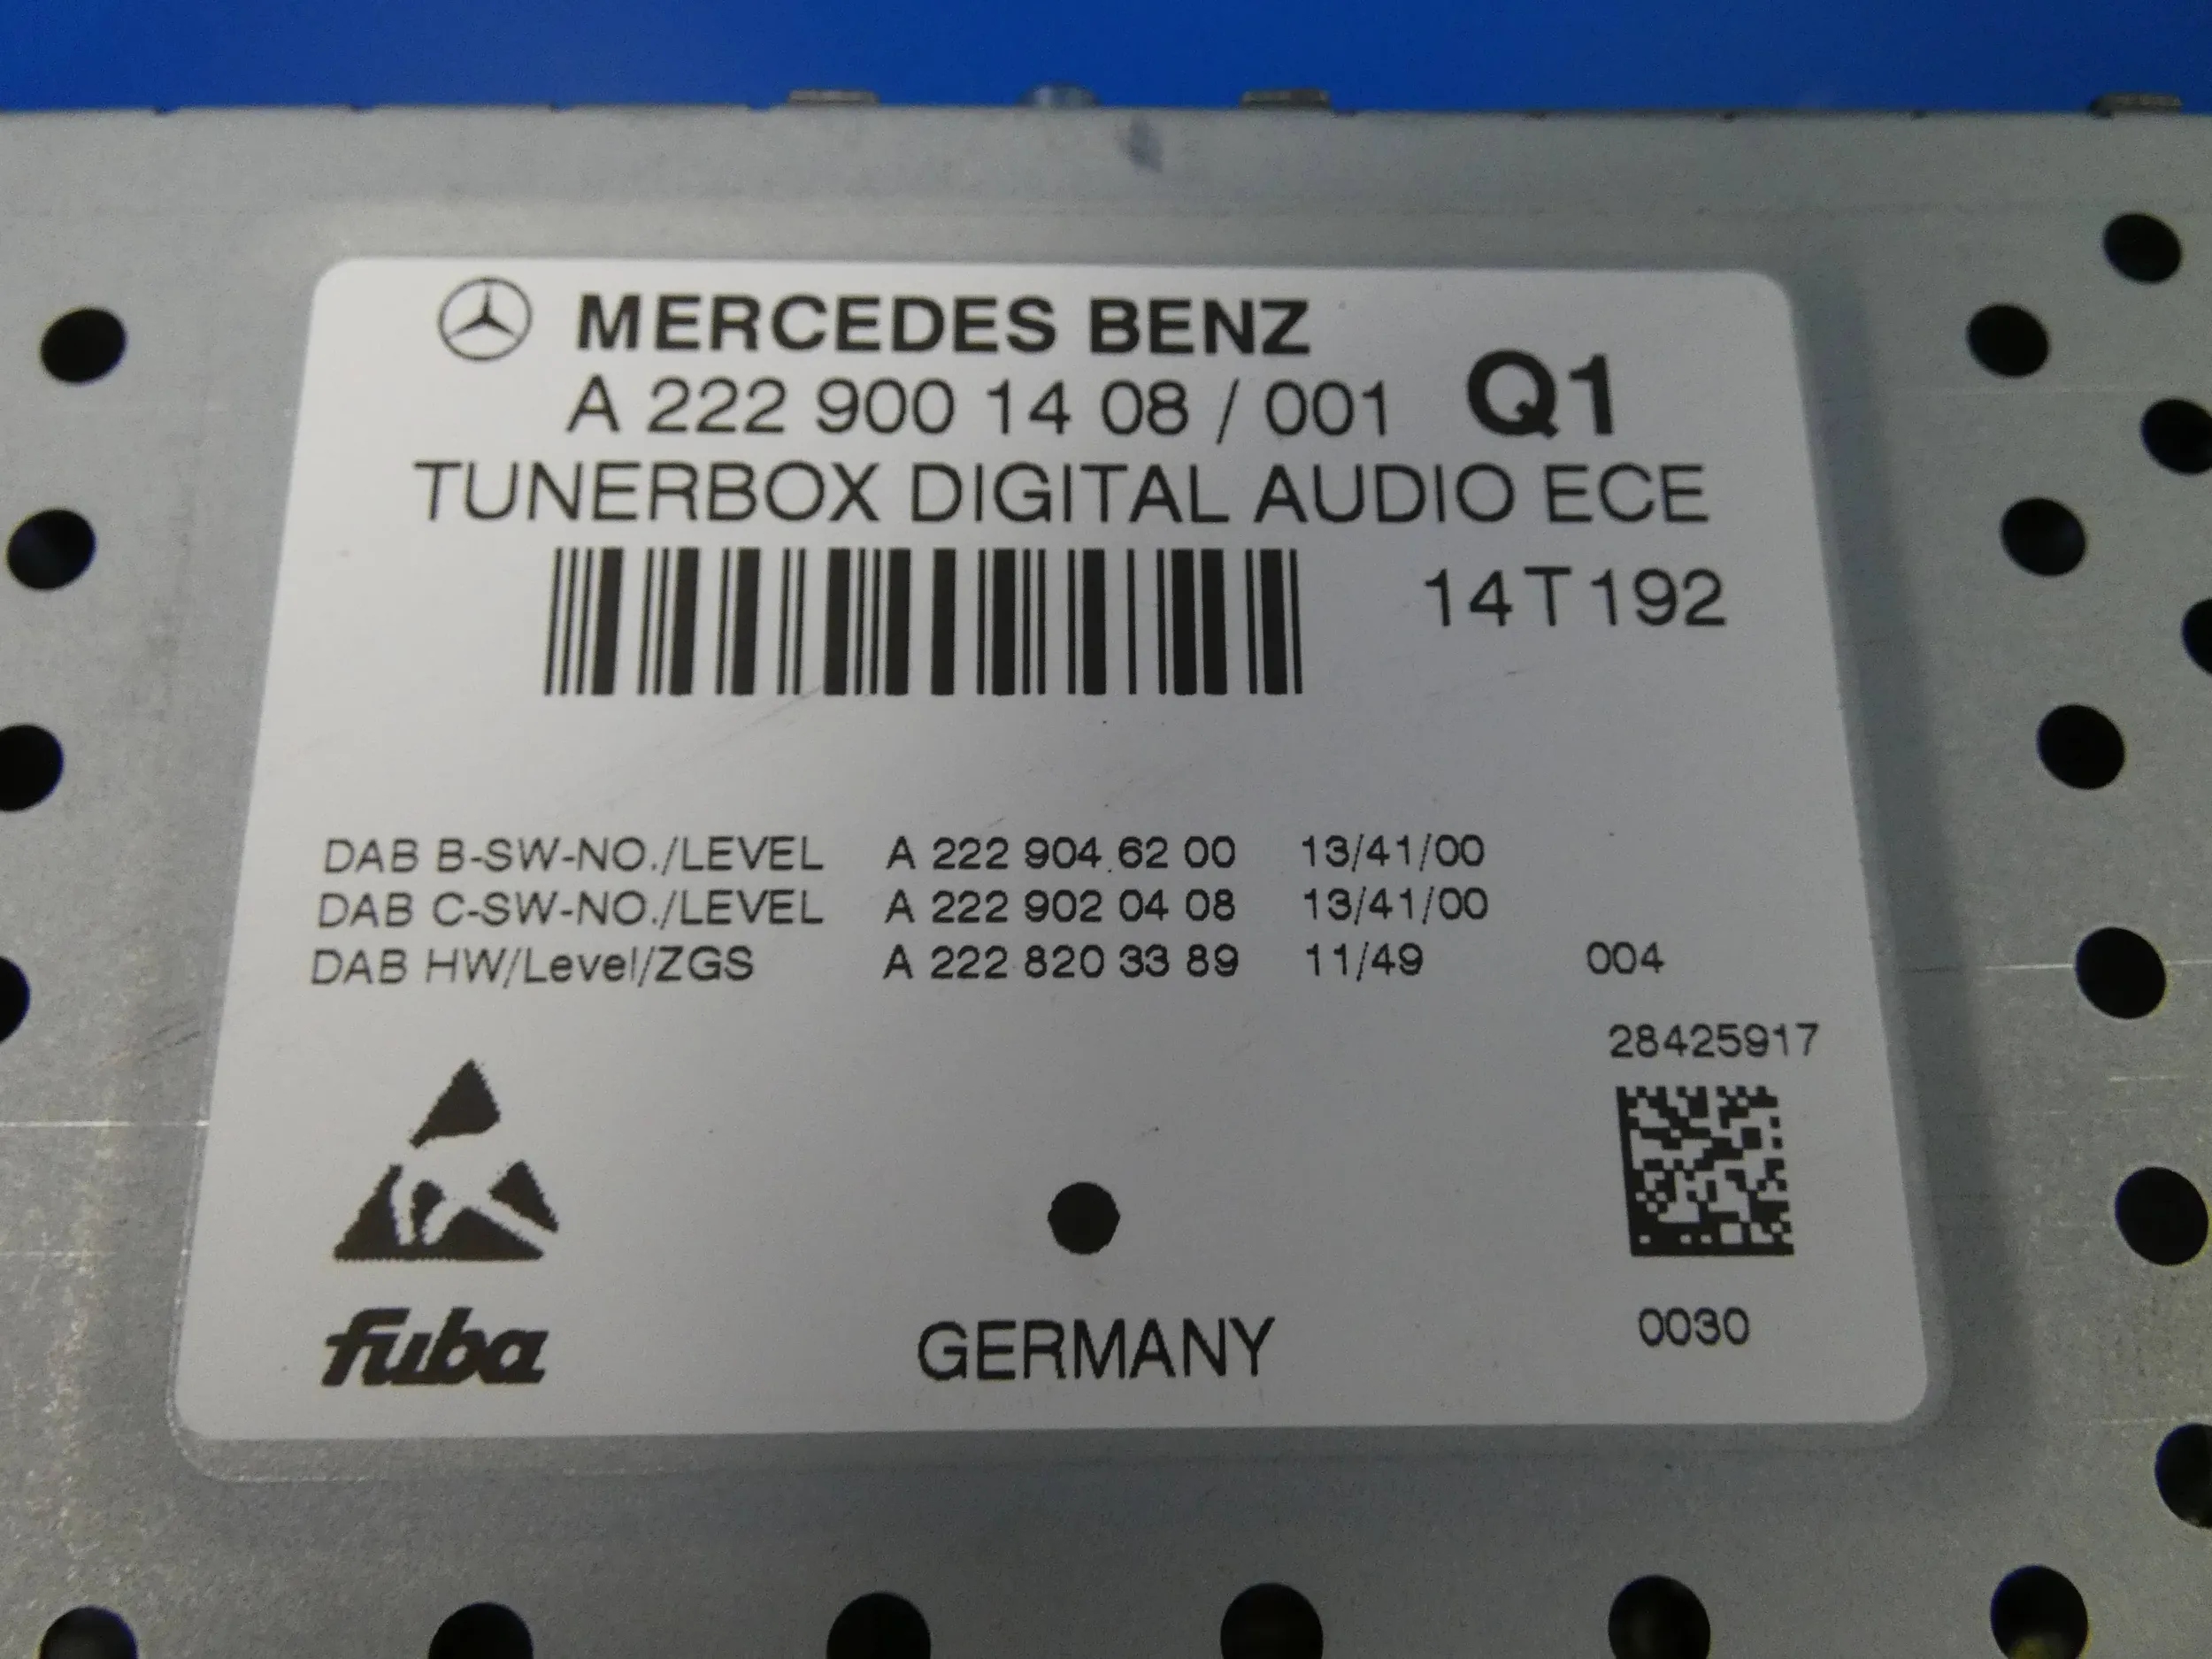 MERCEDES BENZ
A 222 900 14 08 / 001 Q1
TUNERBOX DIGITAL AUDIO ECE
14T192
DAB B-SW-NO./LEVEL A 222 904 62 00 13/41/00
DAB C-SW-NO./LEVEL A 222 902 04 08 13/41/00
DAB HW/Level/ZGS A 222 820 33 89 11/49 004
28425917
0030
fuba
GERMANY